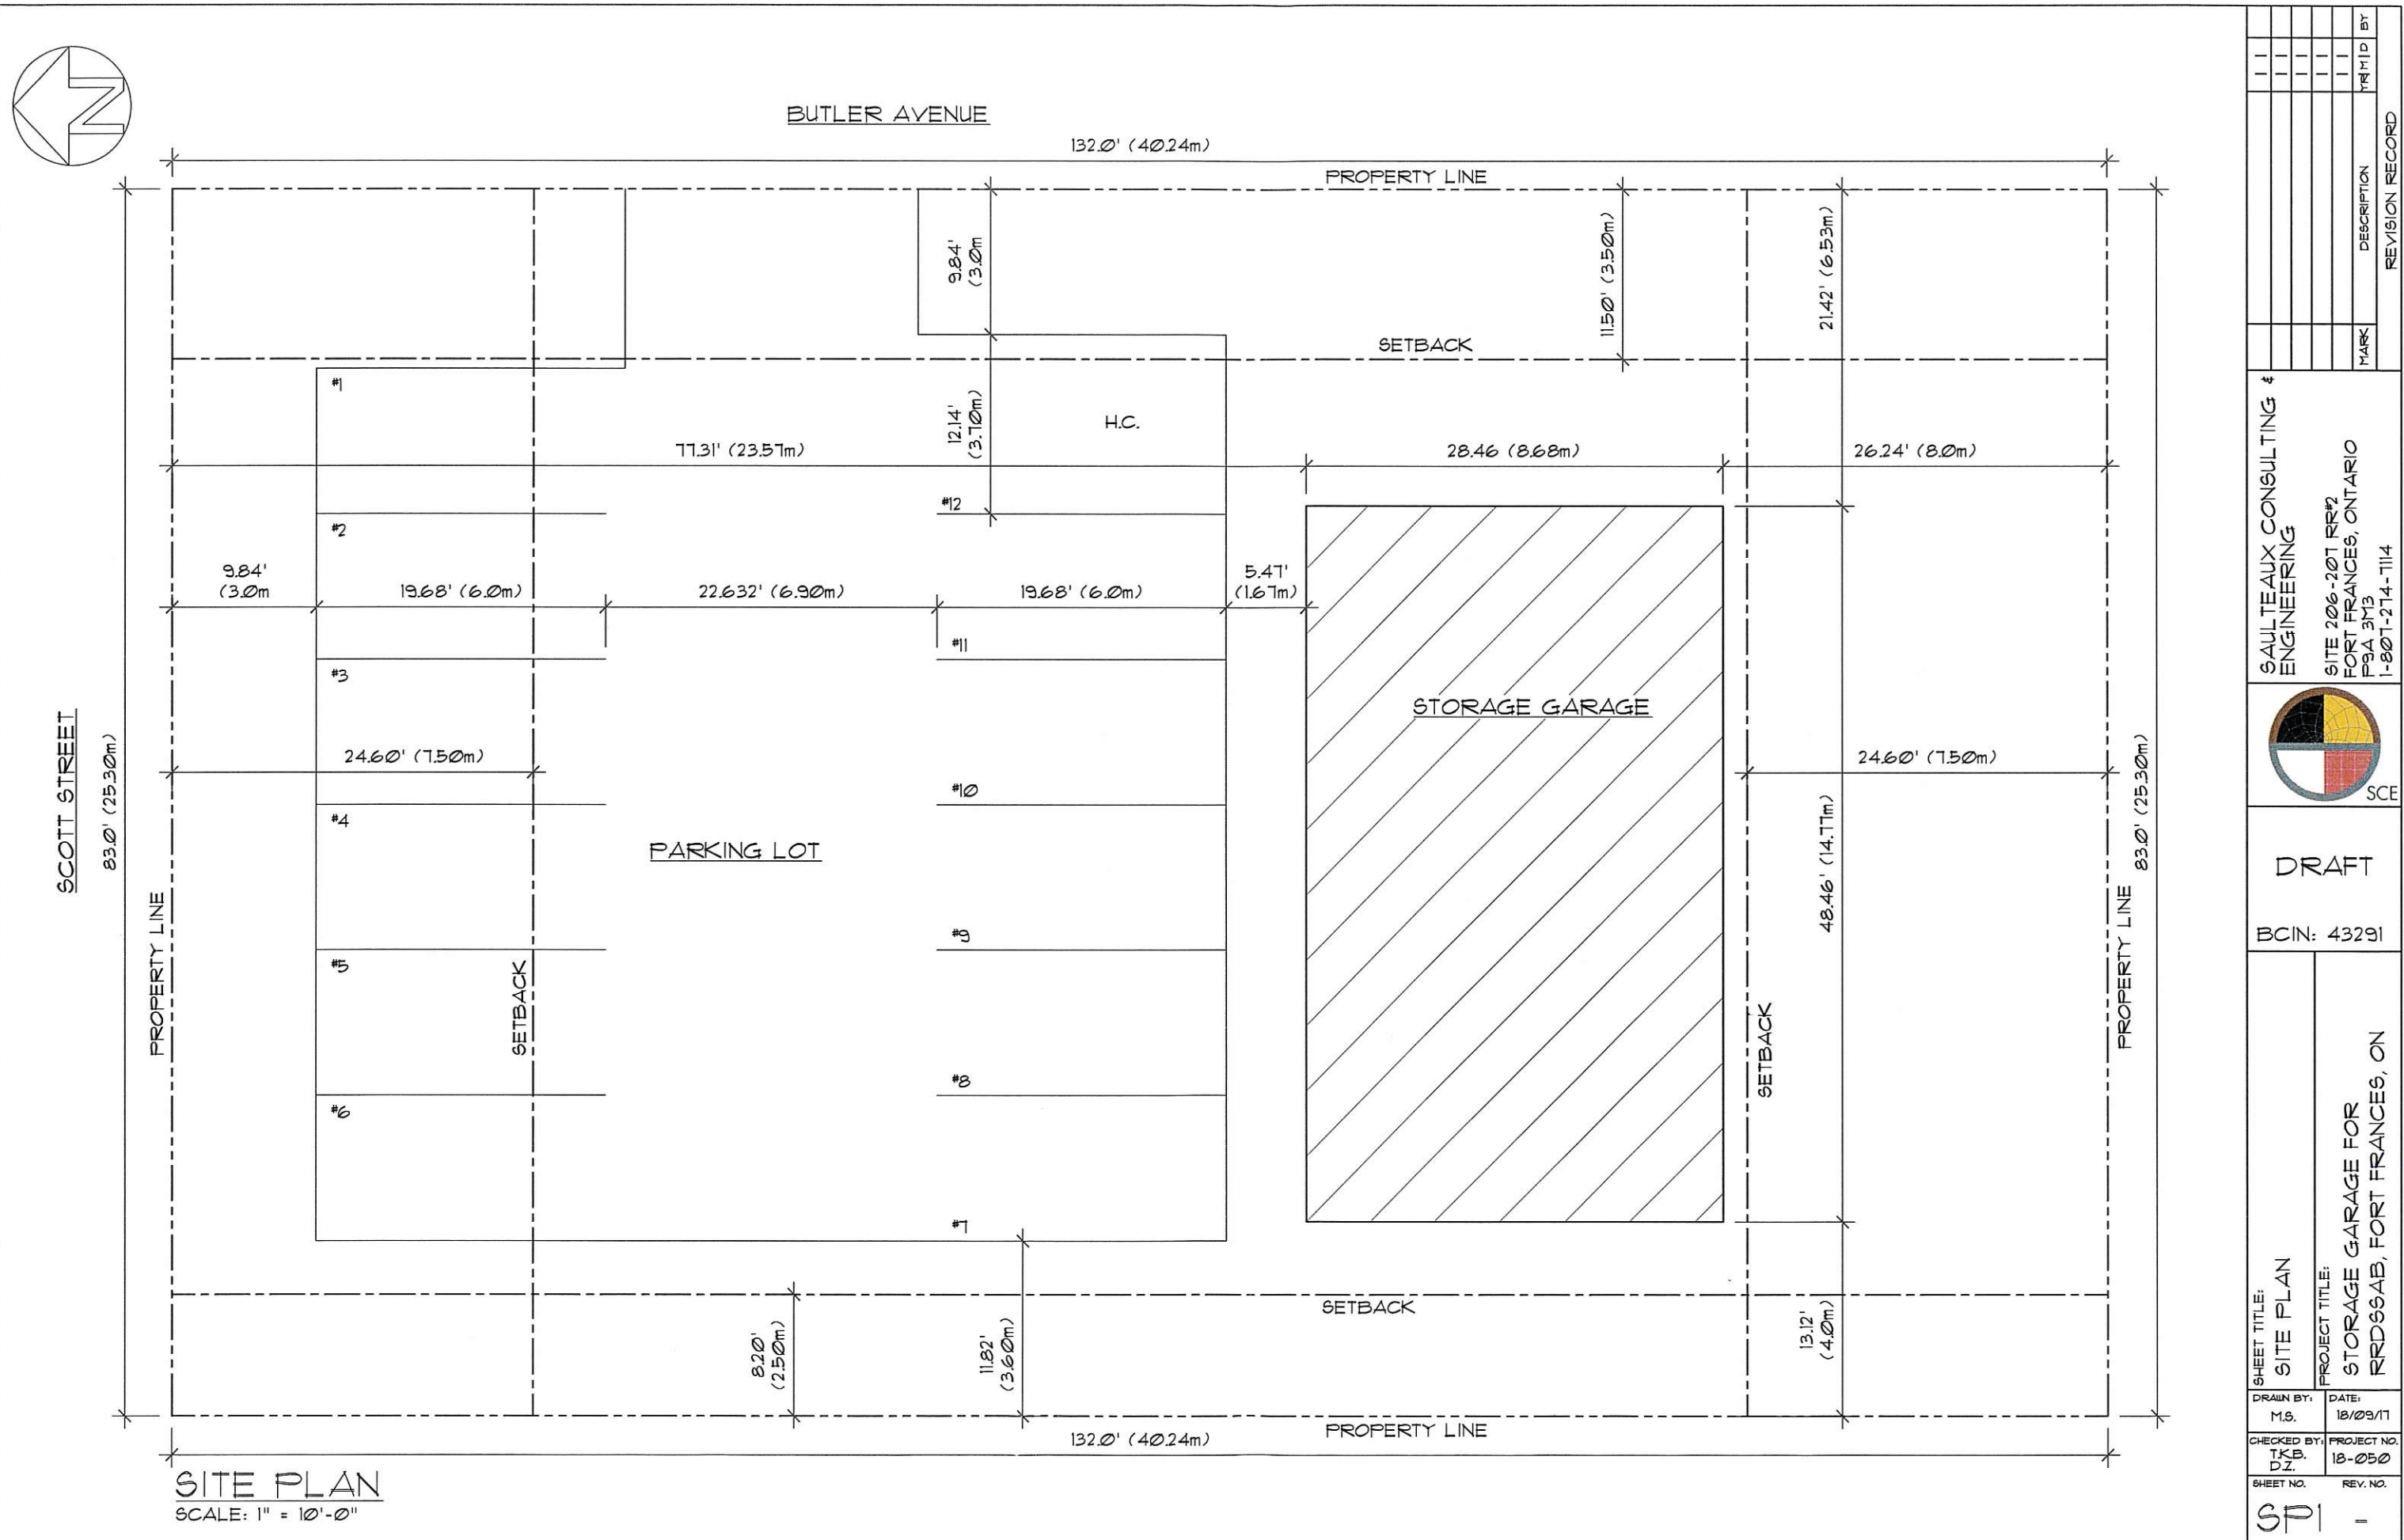 N
BUTLER AVENUE
132.0' (40.24m)
PROPERTY LINE
9.84'
(3.0m
11.50' (3.50m)
21.42' (6.53m)
SETBACK
#1
12.14'
(3.70m)
H.C.
77.31' (23.57m)
28.46 (8.68m)
26.24' (8.0m)
#12
#2
9.84'
(3.0m
19.68' (6.0m)
22.632' (6.90m)
19.68' (6.0m)
5.47'
(1.67m)
#11
#3
STORAGE GARAGE
SCOTT STREET
83.0' (25.30m)
24.60' (7.50m)
24.60' (7.50m)
#10
#4
PARKING LOT
48.46' (14.77m)
83.0' (25.30m)
PROPERTY LINE
#9
#5
SETBACK
PROPERTY LINE
#8
#6
SETBACK
#7
SETBACK
8.20'
(2.50m)
11.82'
(3.60m)
13.12'
(4.0m)
PROPERTY LINE
132.0' (40.24m)
SITE PLAN
SCALE: 1" = 10'-0"
MARK DESCRIPTION YR M D BY
REVISION RECORD
SAULTEAUX CONSULTING &
ENGINEERING
SITE 206-207 RR#2
FORT FRANCES, ONTARIO
P9A 3M3
1-807-274-7114
SCE
DRAFT
BCIN: 43291
SHEET TITLE:
SITE PLAN
PROJECT TITLE:
STORAGE GARAGE FOR
RRDSSAB, FORT FRANCES, ON
DRAWN BY:
M.S.
DATE:
18/09/17
CHECKED BY:
T.K.B.
D.Z.
PROJECT NO.
18-050
SHEET NO.
SP1
REV. NO.
-